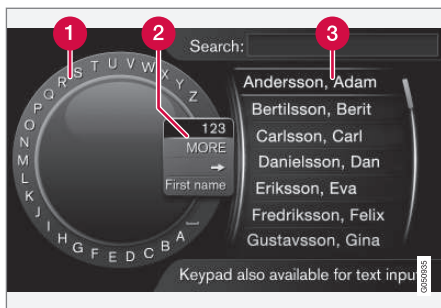 1
2
3
Search:
A B C D E F G H I J K L M N O P Q R S T U V W X Y Z
123
MORE
→
First name
Andersson, Adam
Bertilsson, Berit
Carlsson, Carl
Danielsson, Dan
Eriksson, Eva
Fredriksson, Felix
Gustavsson, Gina
Keypad also available for text input
G050935